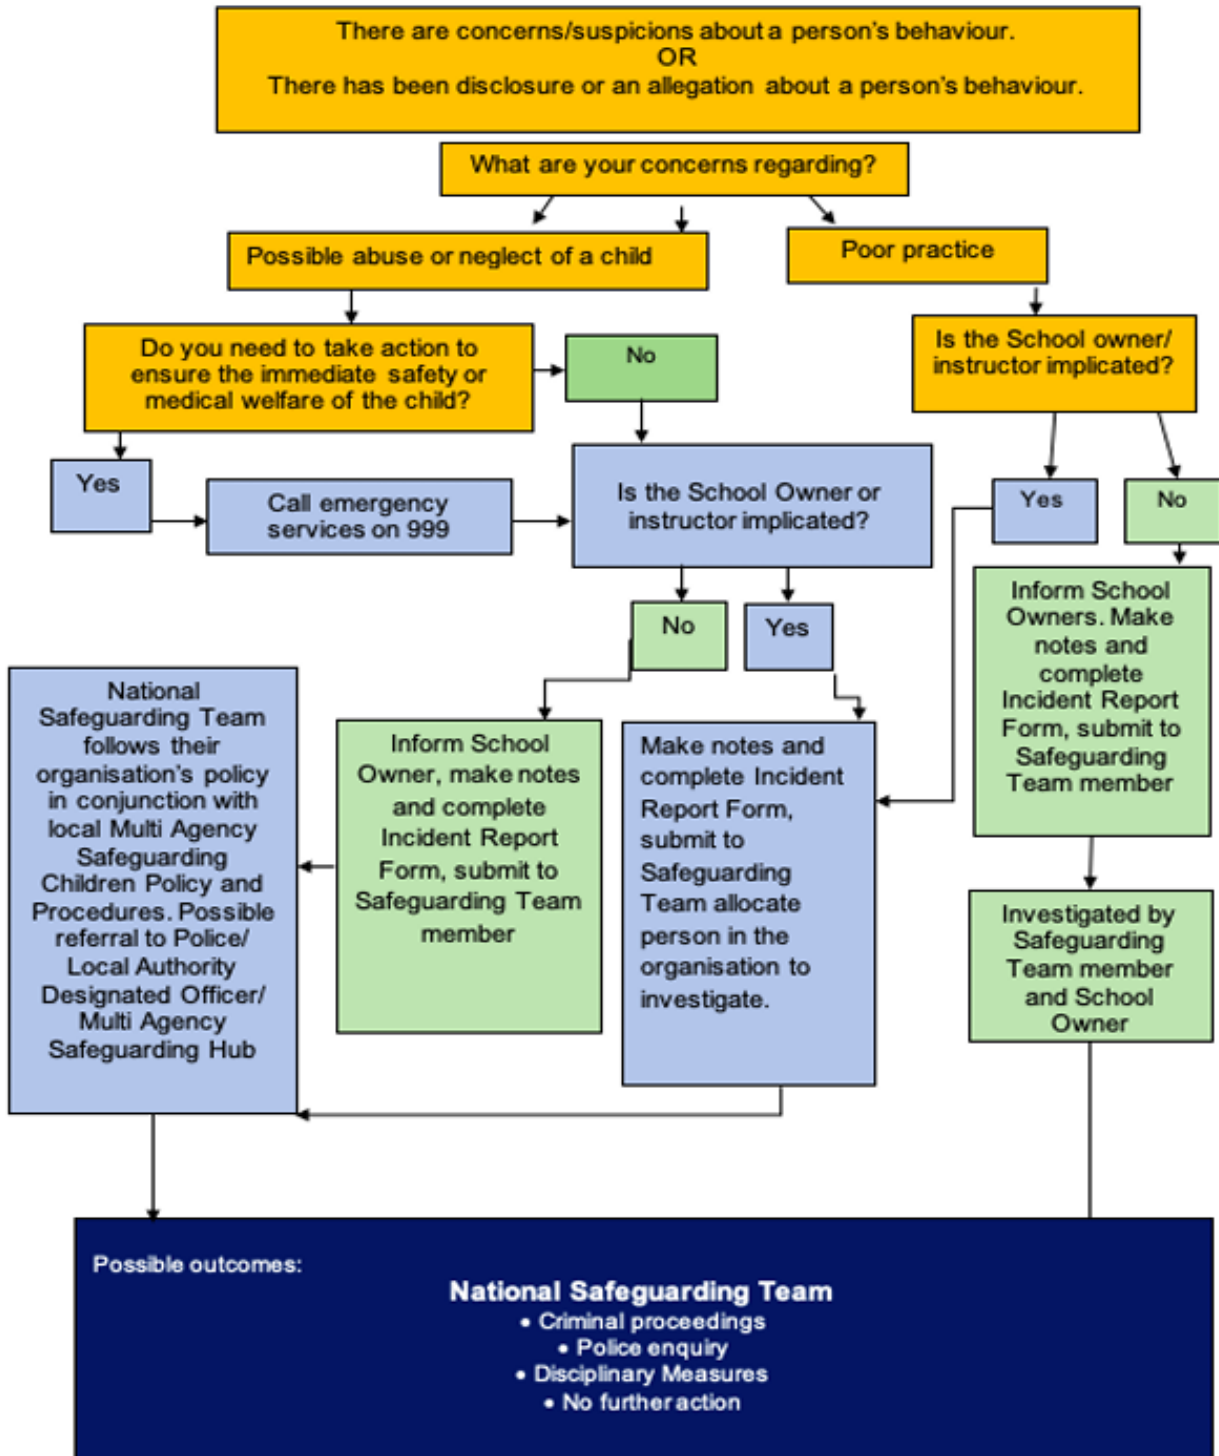 There are concerns/suspicions about a person's behaviour.
OR
There has been disclosure or an allegation about a person's behaviour.
What are your concerns regarding?
Possible abuse or neglect of a child
Poor practice
Do you need to take action to
ensure the immediate safety or
medical welfare of the child?
No
Is the School owner/
instructor implicated?
Yes
Call emergency
services on 999
Is the School Owner or
instructor implicated?
Yes
No
No
Yes
Inform School
Owners. Make
notes and
complete
Incident Report
Form, submit to
Safeguarding
Team member
National
Safeguarding Team
follows their
organisation's policy
in conjunction with
local Multi Agency
Safeguarding
Children Policy and
Procedures. Possible
referral to Police/
Local Authority
Designated Officer/
Multi Agency
Safeguarding Hub
Inform School
Owner, make notes
and complete
Incident Report
Form, submit to
Safeguarding Team
member
Make notes and
complete Incident
Report Form,
submit to
Safeguarding
Team allocate
person in the
organisation to
investigate.
Investigated by
Safeguarding
Team member
and School
Owner
Possible outcomes:
National Safeguarding Team
• Criminal proceedings
• Police enquiry
• Disciplinary Measures
• No further action